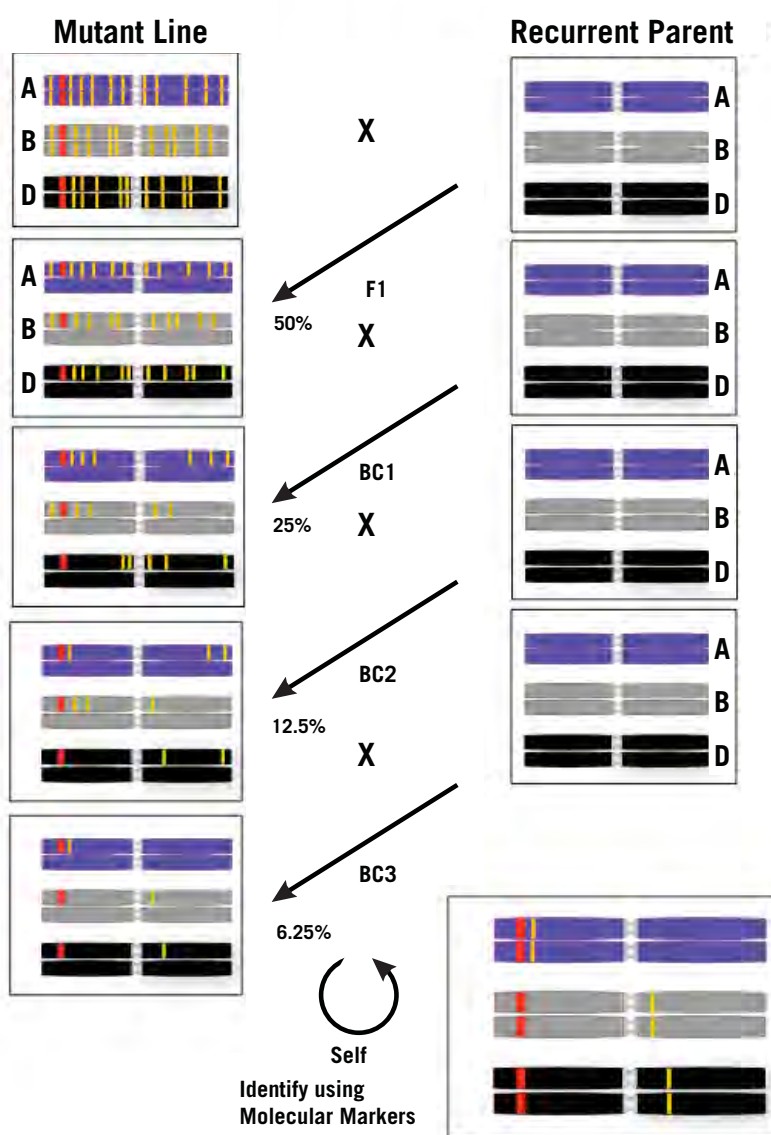 Mutant Line
Recurrent Parent
A
B
D
X
A
B
D
A
B
D
F1
50%
X
A
B
D
BC1
25%
X
A
B
D
BC2
12.5%
X
A
B
D
BC3
6.25%
Self
Identify using
Molecular Markers